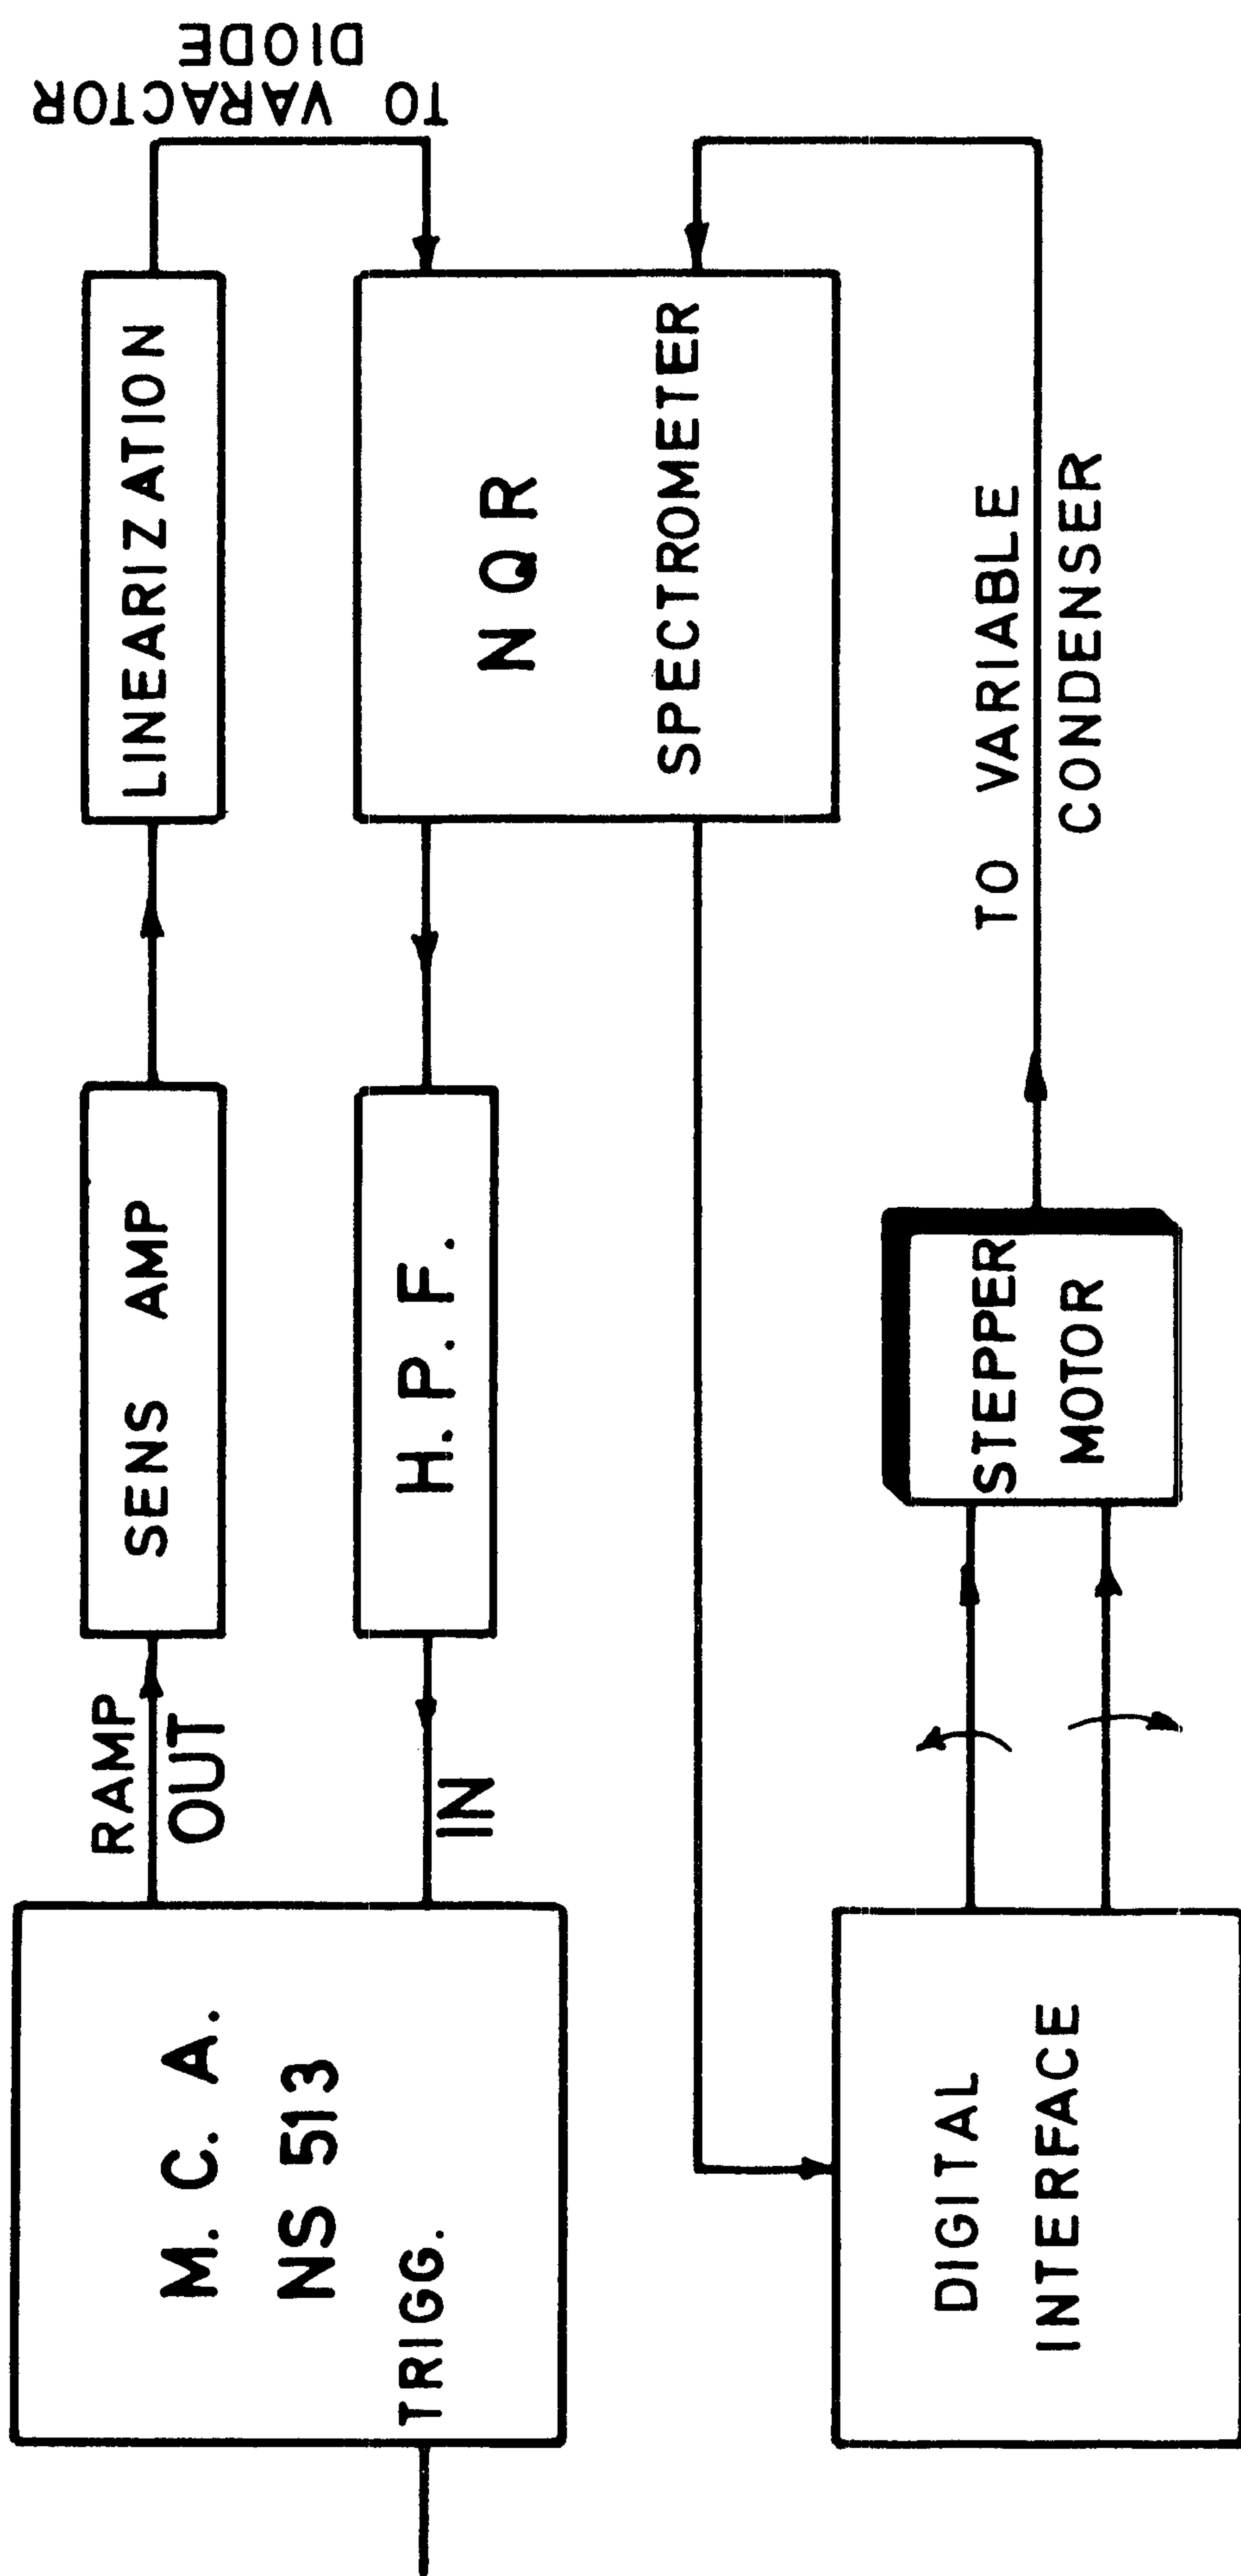 M. C. A.
NS 513
TRIGG.
RAMP
OUT
IN
SENS AMP
H. P. F.
LINEARIZATION
TO VARACTOR
DIODE
N Q R
SPECTROMETER
DIGITAL
INTERFACE
STEPPER
MOTOR
TO VARIABLE
CONDENSER